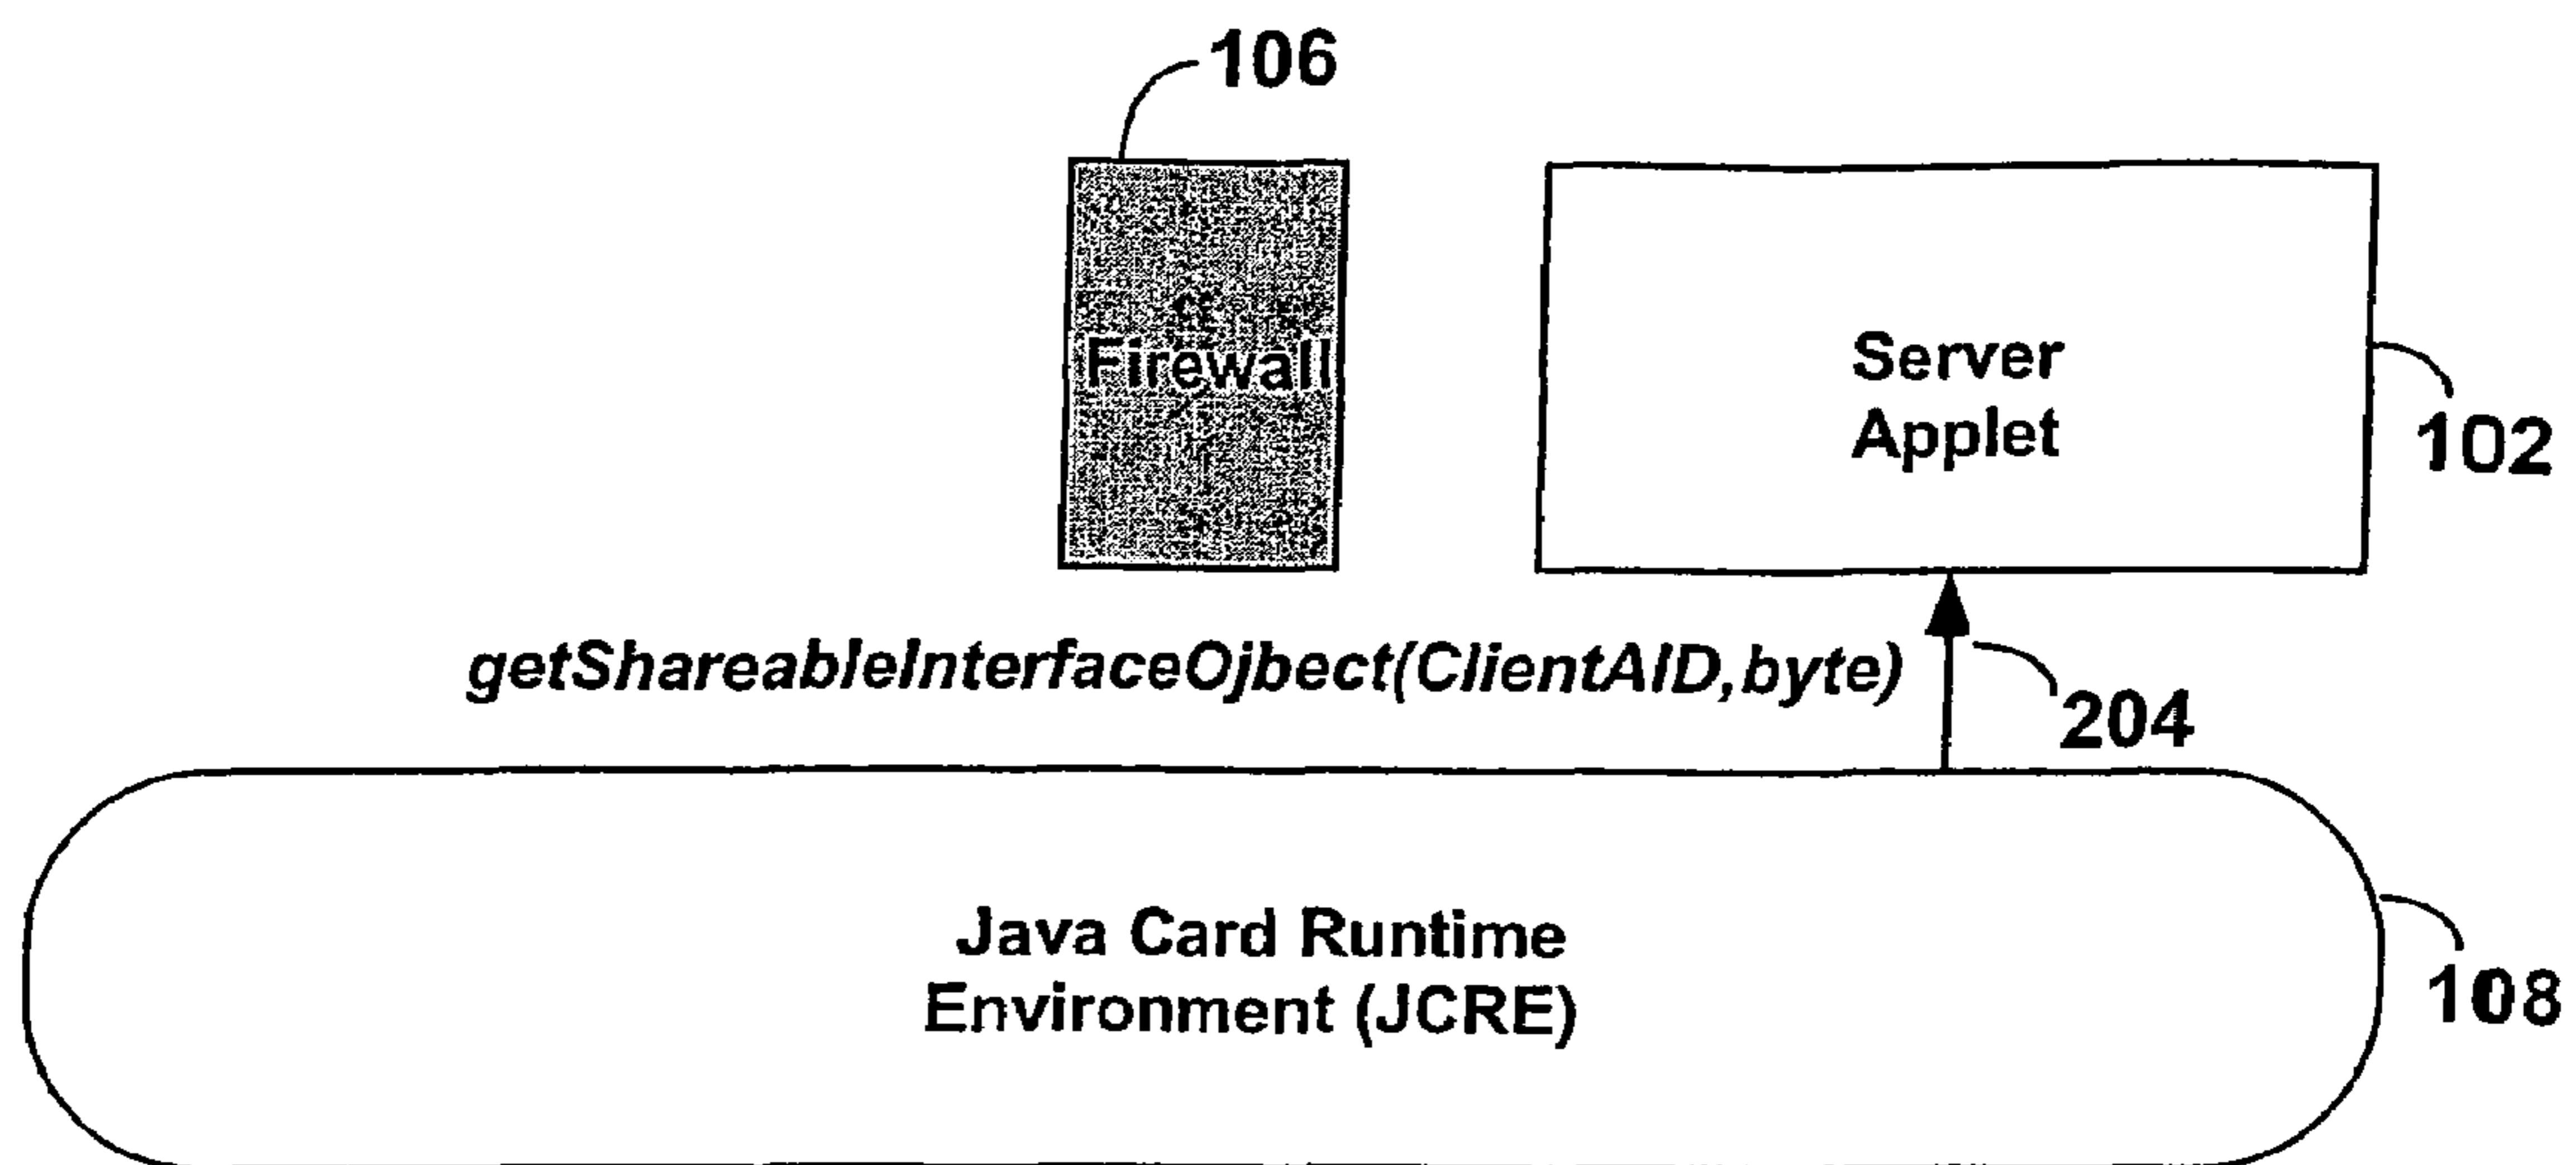 106
Firewall
Server
Applet
102
getShareableInterfaceOjbect(ClientAID,byte)
204
Java Card Runtime
Environment (JCRE)
108